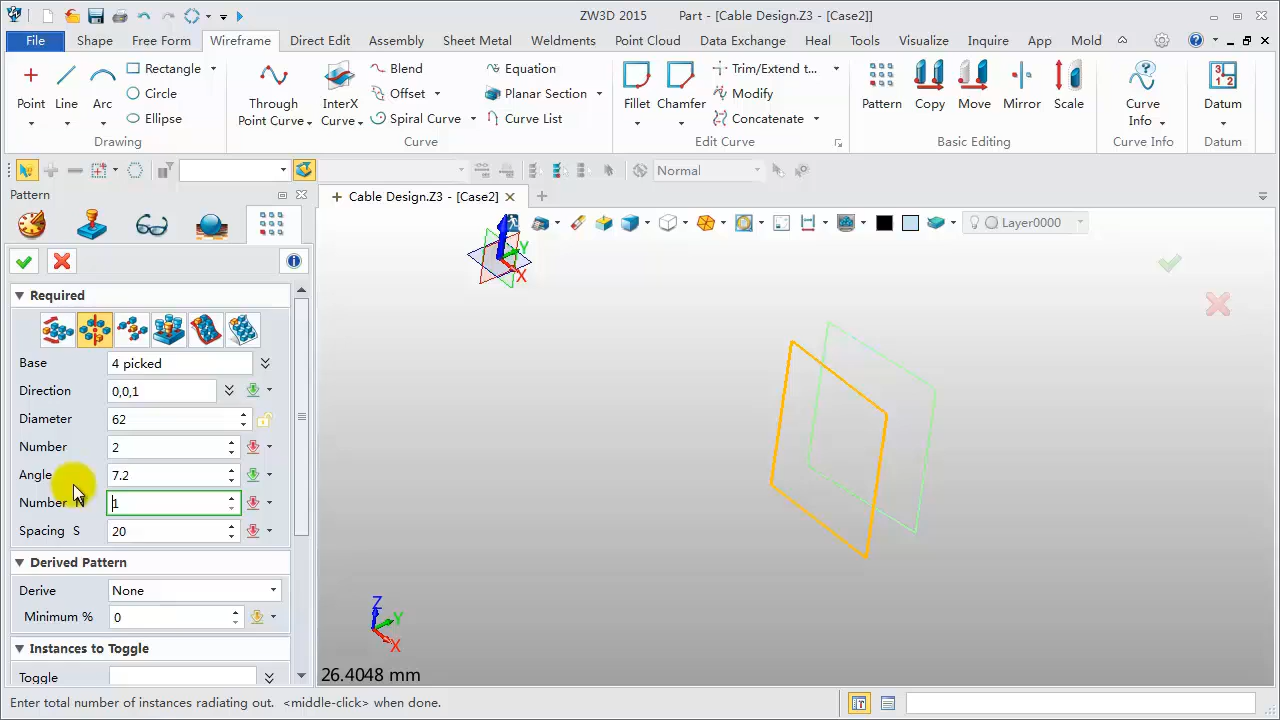 ZW3D 2015 Part - [Cable Design.Z3 - [Case2]]
File Shape Free Form Wireframe Direct Edit Assembly Sheet Metal Weldments Point Cloud Data Exchange Heal Tools Visualize Inquire App Mold
Point Line Arc Rectangle Circle Ellipse
Drawing
Through Point Curve InterX Curve Blend Offset Spiral Curve Equation Planar Section Curve List
Curve
Fillet Chamfer Trim/Extend t... Modify Concatenate
Edit Curve
Pattern Copy Move Mirror Scale
Basic Editing
Curve Info
Curve Info
Datum
Datum
Normal
Pattern
Cable Design.Z3 - [Case2]
Layer0000
Required
Base 4 picked
Direction 0,0,1
Diameter 62
Number 2
Angle 7.2
Number N 1
Spacing S 20
Derived Pattern
Derive None
Minimum % 0
Instances to Toggle
Toggle
Y
X
Z
Y
X
26.4048 mm
Enter total number of instances radiating out. <middle-click> when done.